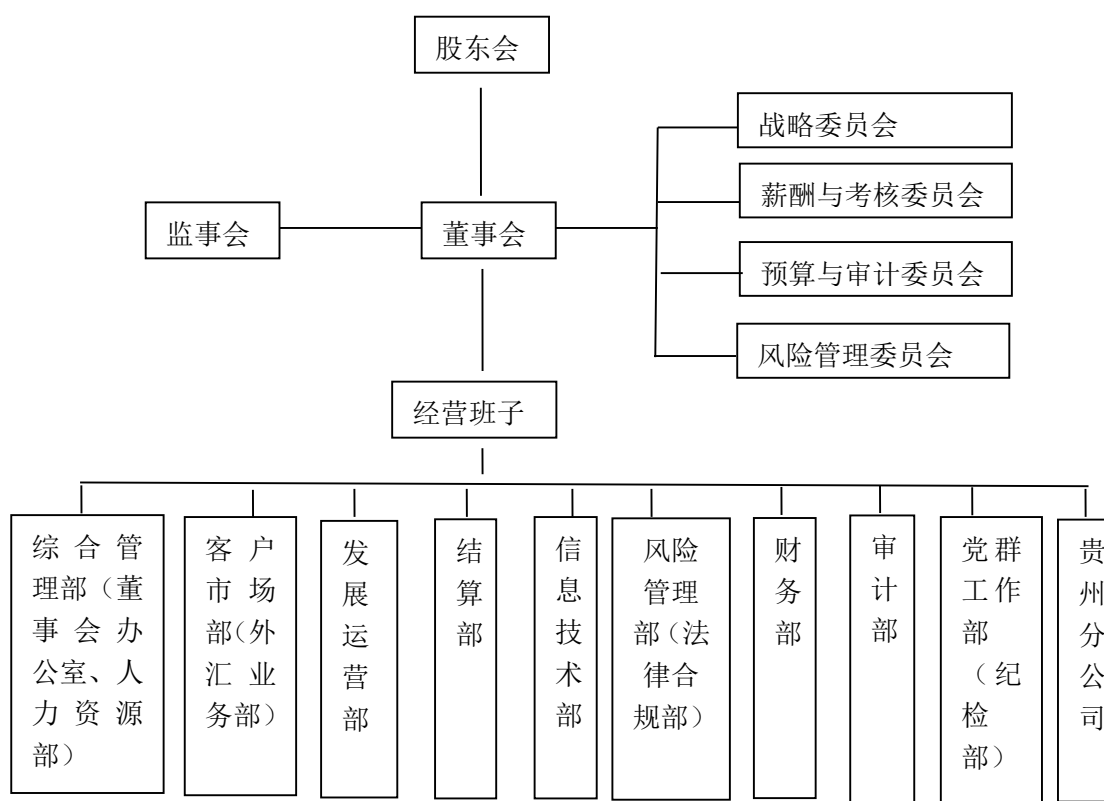 股东会
战略委员会
薪酬与考核委员会
监事会
董事会
预算与审计委员会
风险管理委员会
经营班子
综合管
理部（董
事会办
公室、人
力资源
部）
客户
市场
部（外
汇业
务部）
发
展
运
营
部
结
算
部
信
息
技
术
部
风险
管理
部（法
律合
规部）
财
务
部
审
计
部
党群
工作
部
（纪
检
部）
贵
州
分
公
司